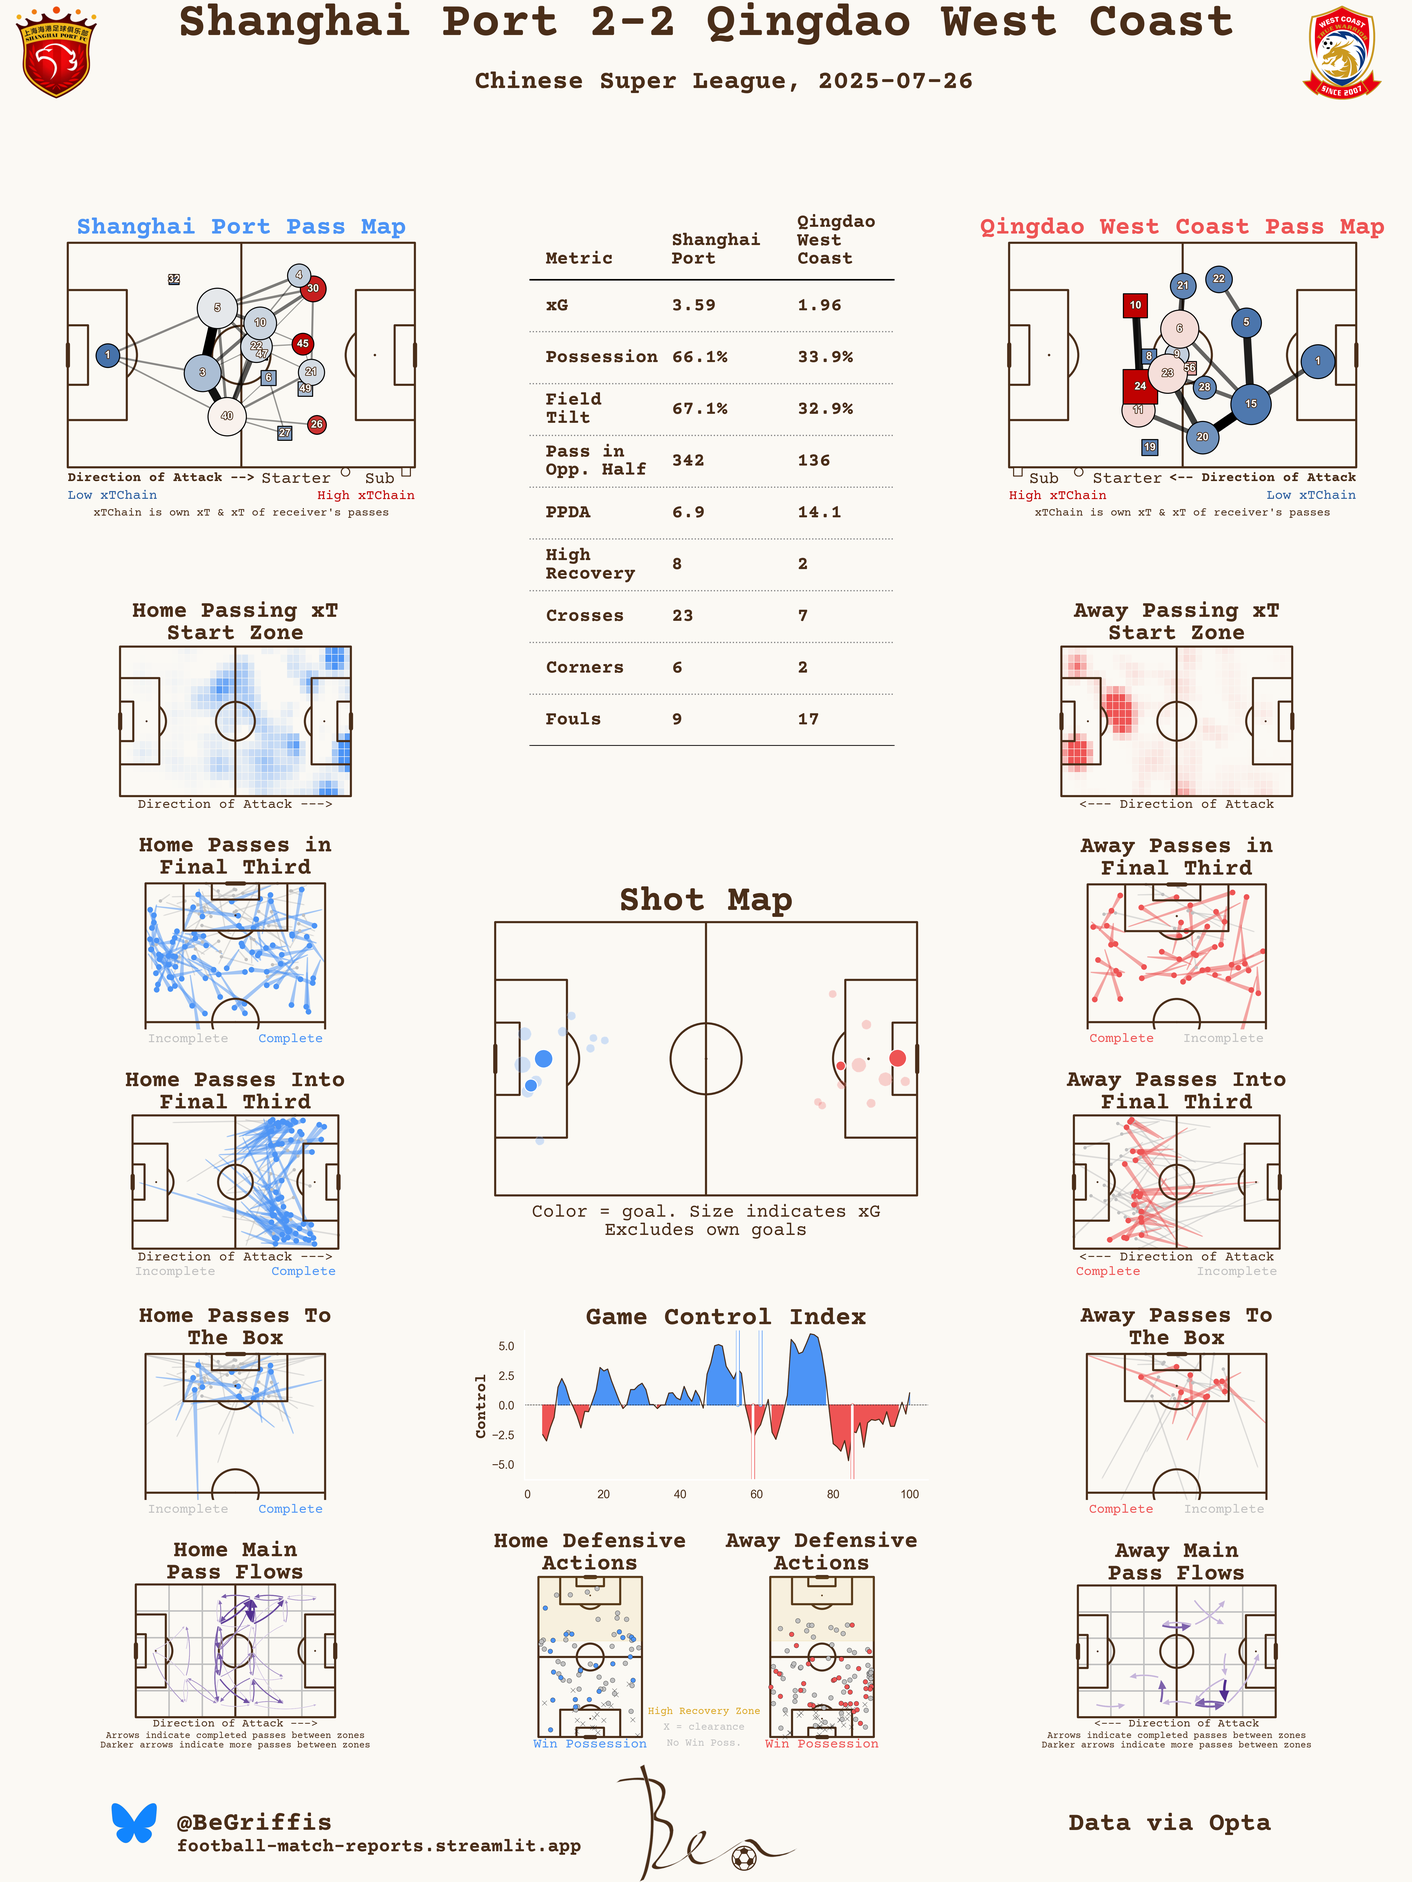 Shanghai Port 2-2 Qingdao West Coast
Chinese Super League, 2025-07-26
上海海港足球俱乐部
SHANGHAI PORT FC
WEST COAST
TRUE WARRIOR
SINCE 2007
Shanghai Port Pass Map
32
4
30
5
10
22
47
45
1
3
6
21
49
40
27
26
Direction of Attack --> Starter Sub
Low xTChain High xTChain
xTChain is own xT & xT of receiver's passes
Metric Shanghai Port Qingdao West Coast
xG 3.59 1.96
Possession 66.1% 33.9%
Field Tilt 67.1% 32.9%
Pass in Opp. Half 342 136
PPDA 6.9 14.1
High Recovery 8 2
Crosses 23 7
Corners 6 2
Fouls 9 17
Qingdao West Coast Pass Map
21
22
10
6
5
8
9
1
23
56
24
28
11
15
20
19
Sub Starter <-- Direction of Attack
High xTChain Low xTChain
xTChain is own xT & xT of receiver's passes
Home Passing xT
Start Zone
Direction of Attack --->
Away Passing xT
Start Zone
<--- Direction of Attack
Home Passes in
Final Third
Incomplete Complete
Away Passes in
Final Third
Complete Incomplete
Shot Map
Color = goal. Size indicates xG
Excludes own goals
Home Passes Into
Final Third
Direction of Attack --->
Incomplete Complete
Away Passes Into
Final Third
<--- Direction of Attack
Complete Incomplete
Home Passes To
The Box
Incomplete Complete
Game Control Index
Control
5.0
2.5
0.0
−2.5
−5.0
0 20 40 60 80 100
Away Passes To
The Box
Complete Incomplete
Home Main
Pass Flows
Direction of Attack --->
Arrows indicate completed passes between zones
Darker arrows indicate more passes between zones
Home Defensive
Actions
Win Possession
Away Defensive
Actions
Win Possession
High Recovery Zone
X = clearance
No Win Poss.
Away Main
Pass Flows
<--- Direction of Attack
Arrows indicate completed passes between zones
Darker arrows indicate more passes between zones
@BeGriffis
football-match-reports.streamlit.app
Ben
Data via Opta